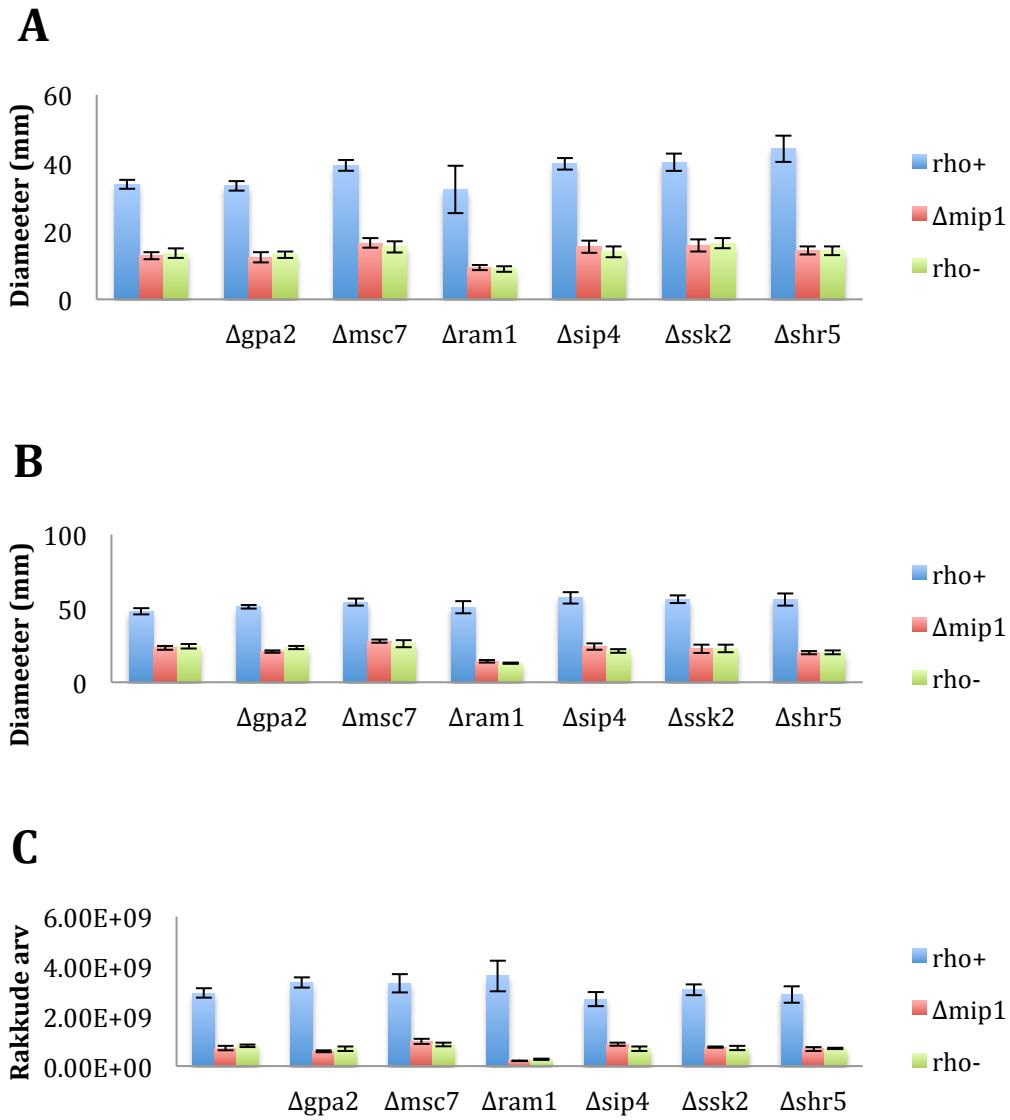 A
Diameeter (mm)
60
40
20
0
Δgpa2 Δmsc7 Δram1 Δsip4 Δssk2 Δshr5
rho+
Δmip1
rho-
B
Diameeter (mm)
100
50
0
Δgpa2 Δmsc7 Δram1 Δsip4 Δssk2 Δshr5
rho+
Δmip1
rho-
C
Rakkude arv
6.00E+09
4.00E+09
2.00E+09
0.00E+00
Δgpa2 Δmsc7 Δram1 Δsip4 Δssk2 Δshr5
rho+
Δmip1
rho-